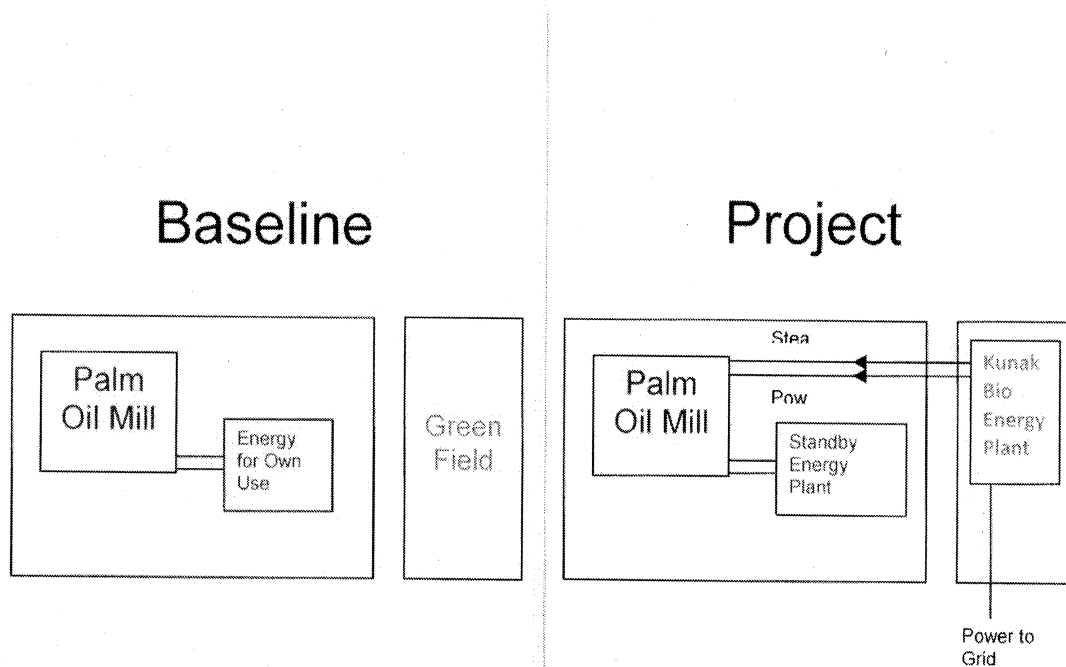 Baseline
Palm
Oil Mill
Energy
for Own
Use
Green
Field
Project
Stea
Pow
Palm
Oil Mill
Standby
Energy
Plant
Kunak
Bio
Energy
Plant
Power to
Grid